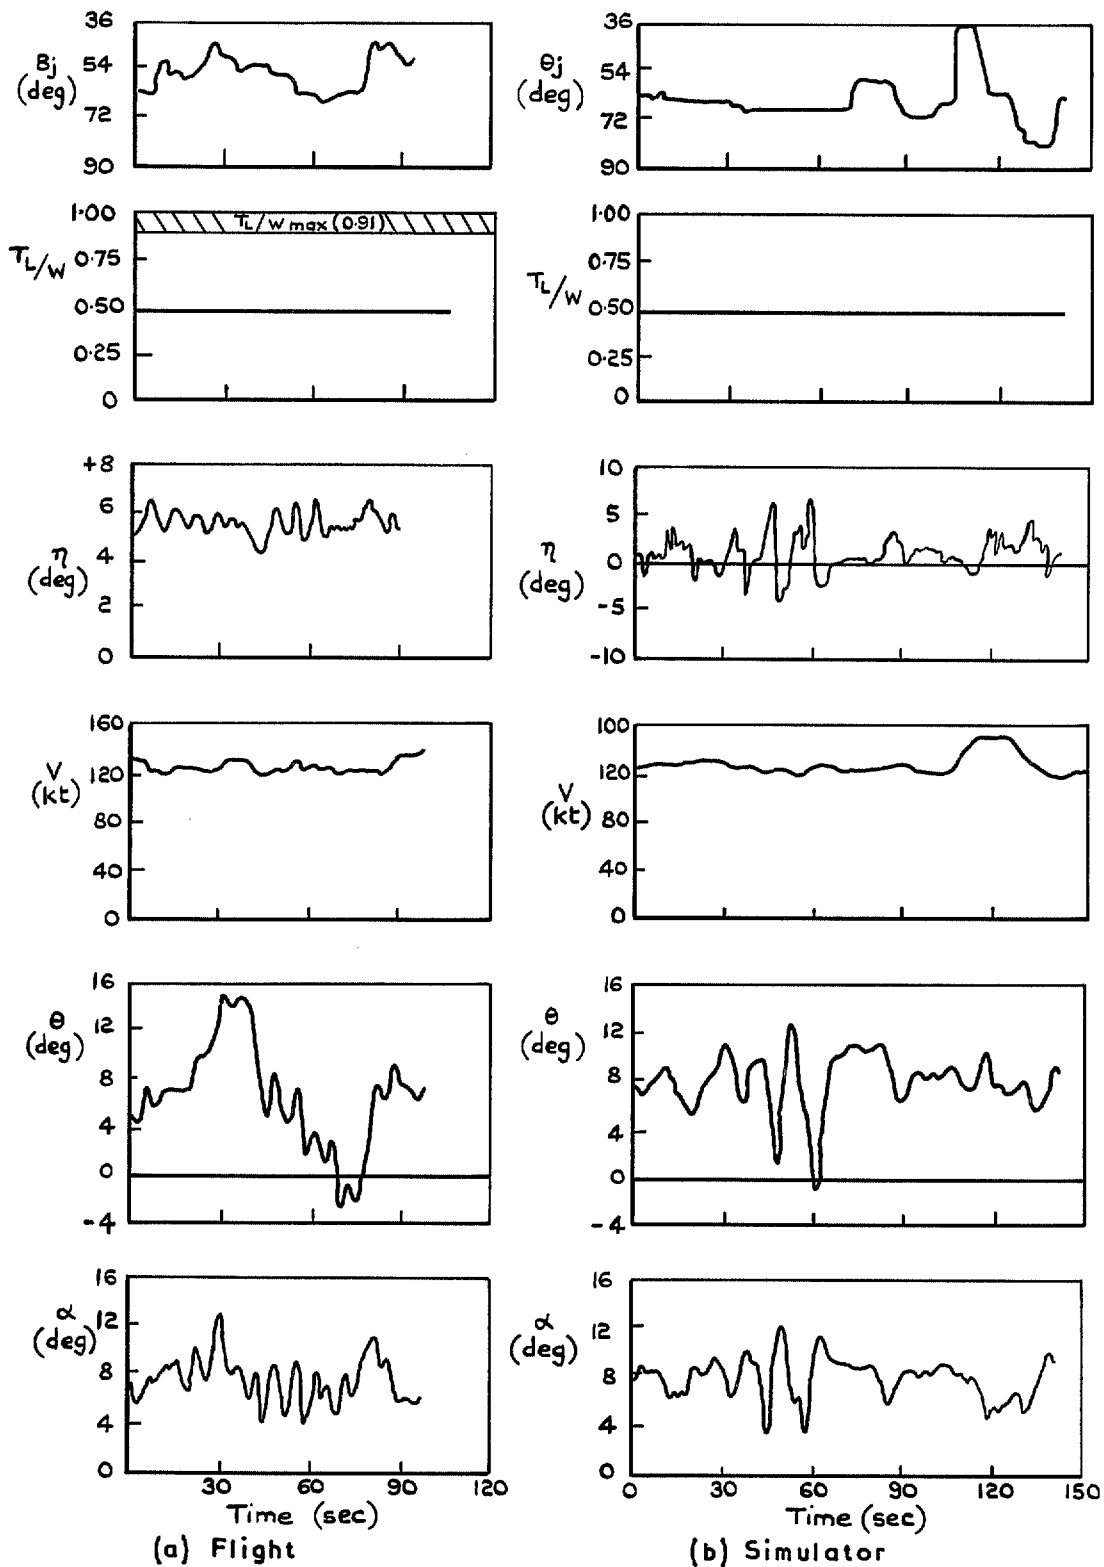 36
Bj
(deg)
54
72
90
36
θj
(deg)
54
72
90
1·00
T_L/W
0·75
0·50
0·25
0
T_L/W max (0·91)
1·00
T_L/W
0·75
0·50
0·25
0
+8
6
η
(deg)
4
2
0
10
5
η
(deg)
0
-5
-10
160
V
(kt)
120
80
40
0
100
120
V
(kt)
80
40
0
16
θ
(deg)
12
8
4
0
-4
16
θ
(deg)
12
8
4
0
-4
16
α
(deg)
12
8
4
0
30
60
90
120
Time (sec)
(a) Flight
16
α
(deg)
12
8
4
0
0
30
60
90
120
150
Time (sec)
(b) Simulator